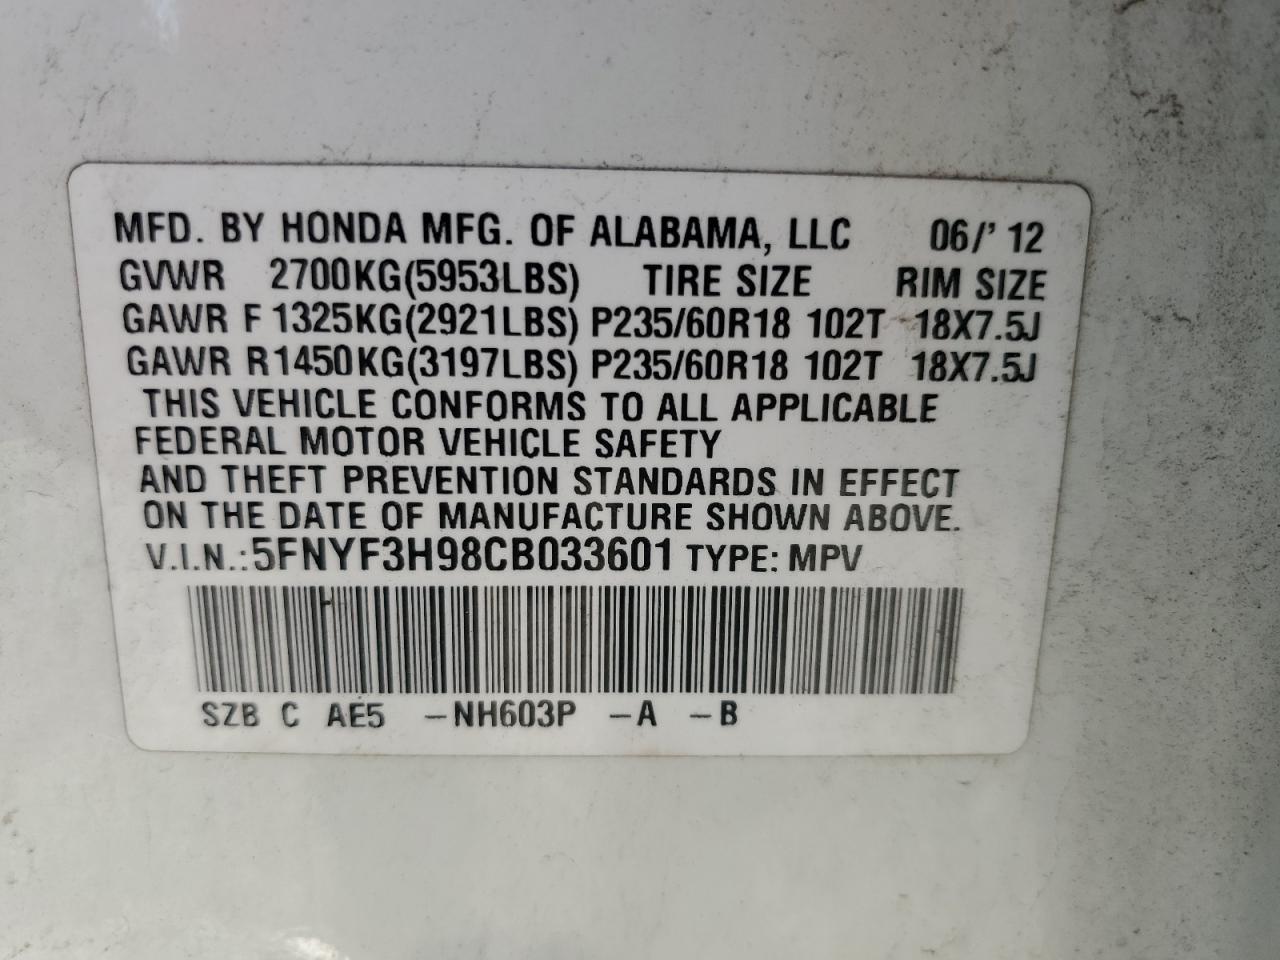 MFD. BY HONDA MFG. OF ALABAMA, LLC 06/' 12
GVWR 2700KG(5953LBS) TIRE SIZE RIM SIZE
GAWR F 1325KG(2921LBS) P235/60R18 102T 18X7.5J
GAWR R1450KG(3197LBS) P235/60R18 102T 18X7.5J
THIS VEHICLE CONFORMS TO ALL APPLICABLE
FEDERAL MOTOR VEHICLE SAFETY
AND THEFT PREVENTION STANDARDS IN EFFECT
ON THE DATE OF MANUFACTURE SHOWN ABOVE.
V.I.N.:5FNYF3H98CB033601 TYPE: MPV
SZB C AE5 -NH603P -A -B